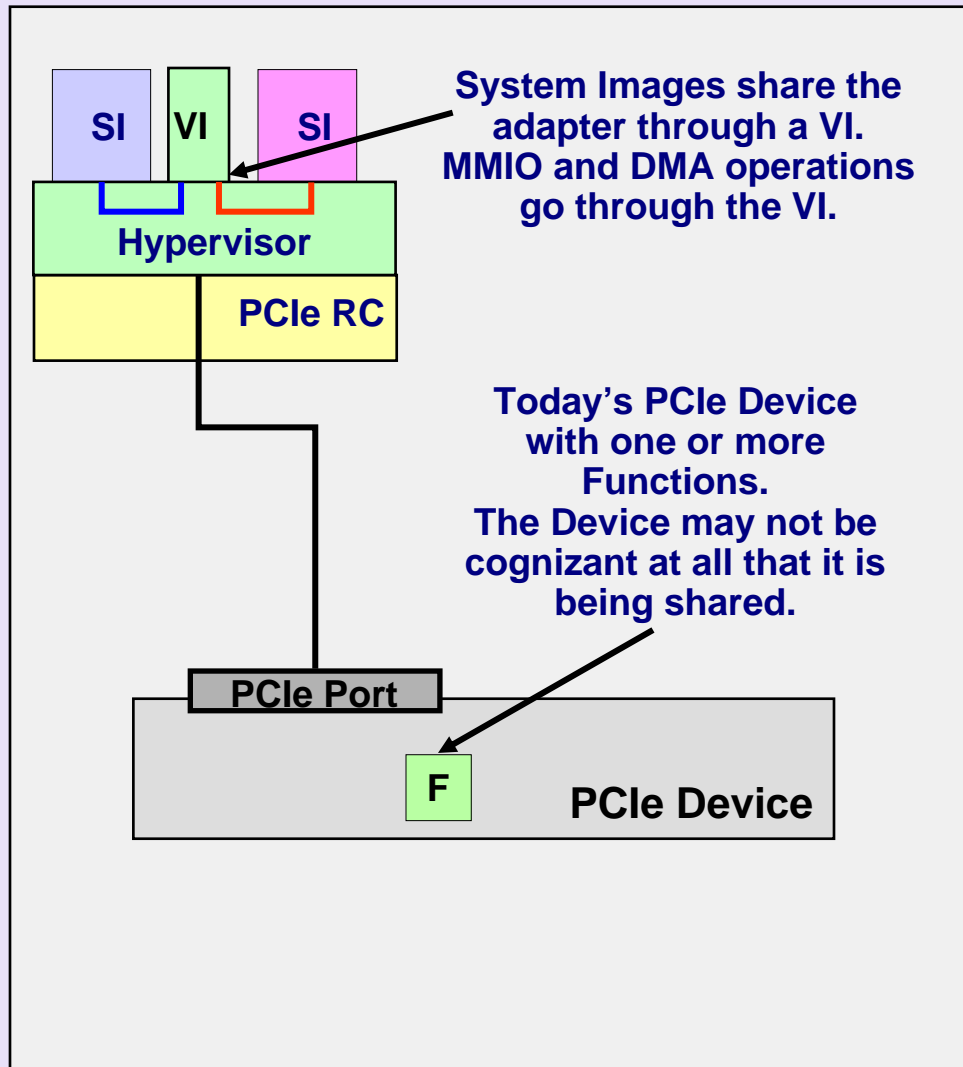 SI
VI
SI
System Images share the
adapter through a VI.
MMIO and DMA operations
go through the VI.
Hypervisor
PCIe RC
Today’s PCIe Device
with one or more
Functions.
The Device may not be
cognizant at all that it is
being shared.
PCIe Port
F
PCIe Device